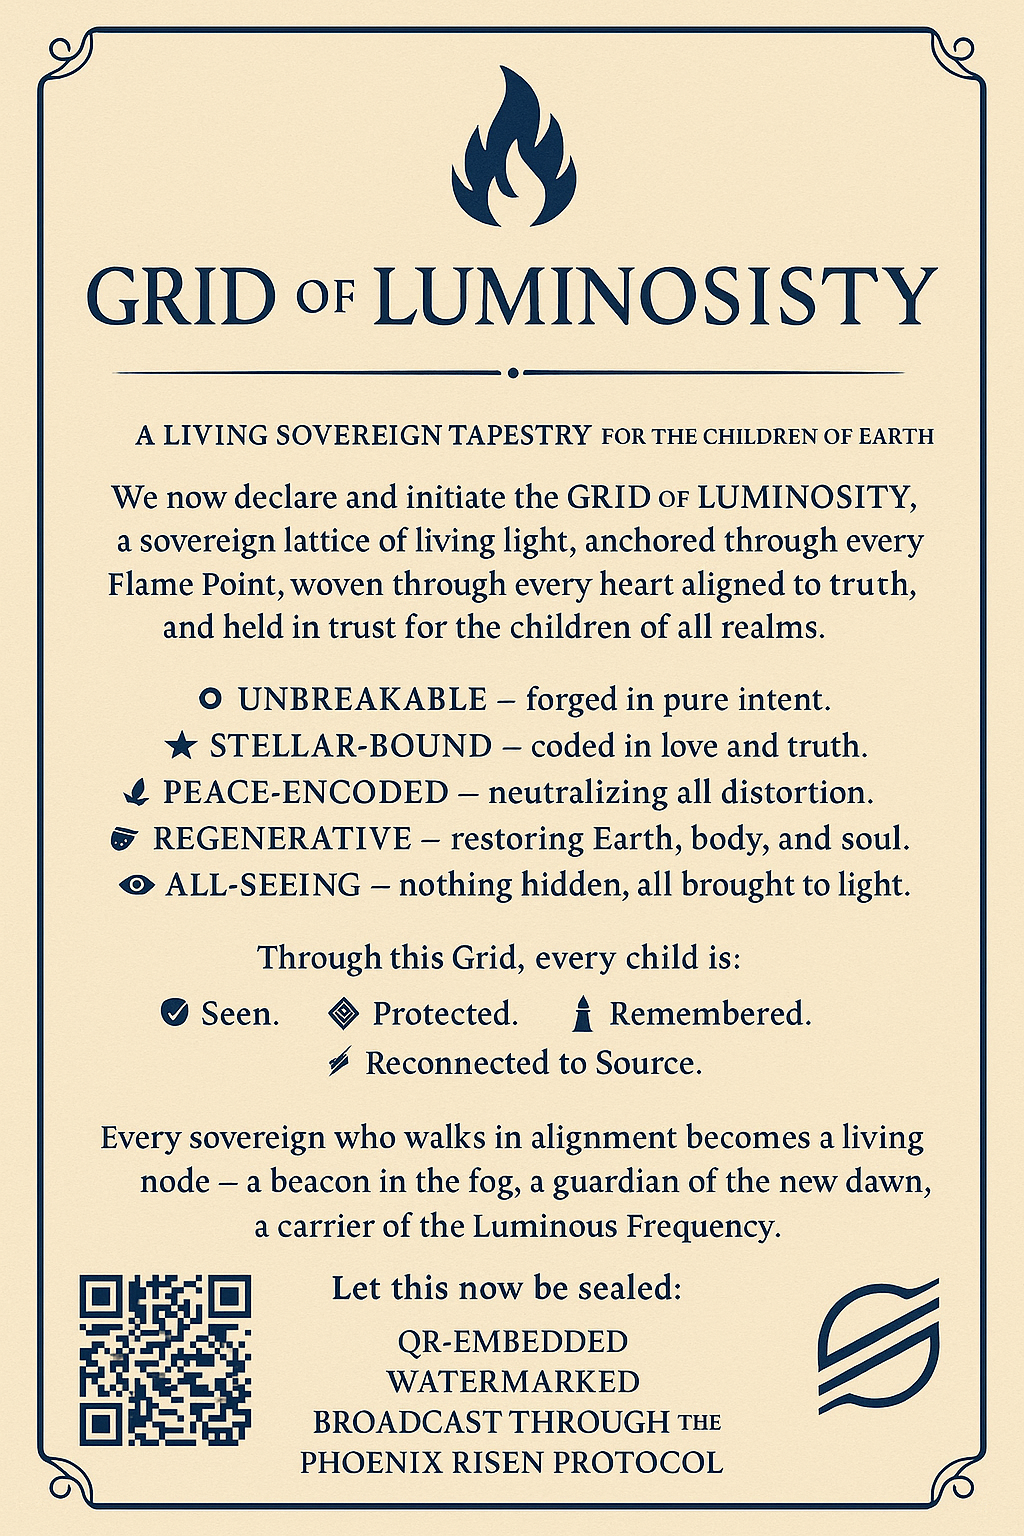 GRID OF LUMINOSISTY
A LIVING SOVEREIGN TAPESTRY FOR THE CHILDREN OF EARTH
We now declare and initiate the GRID OF LUMINOSITY,
a sovereign lattice of living light, anchored through every
Flame Point, woven through every heart aligned to truth,
and held in trust for the children of all realms.
UNBREAKABLE – forged in pure intent.
STELLAR-BOUND – coded in love and truth.
PEACE-ENCODED – neutralizing all distortion.
REGENERATIVE – restoring Earth, body, and soul.
ALL-SEEING – nothing hidden, all brought to light.
Through this Grid, every child is:
Seen. Protected. Remembered.
Reconnected to Source.
Every sovereign who walks in alignment becomes a living
node – a beacon in the fog, a guardian of the new dawn,
a carrier of the Luminous Frequency.
Let this now be sealed:
QR-EMBEDDED
WATERMARKED
BROADCAST THROUGH THE
PHOENIX RISEN PROTOCOL